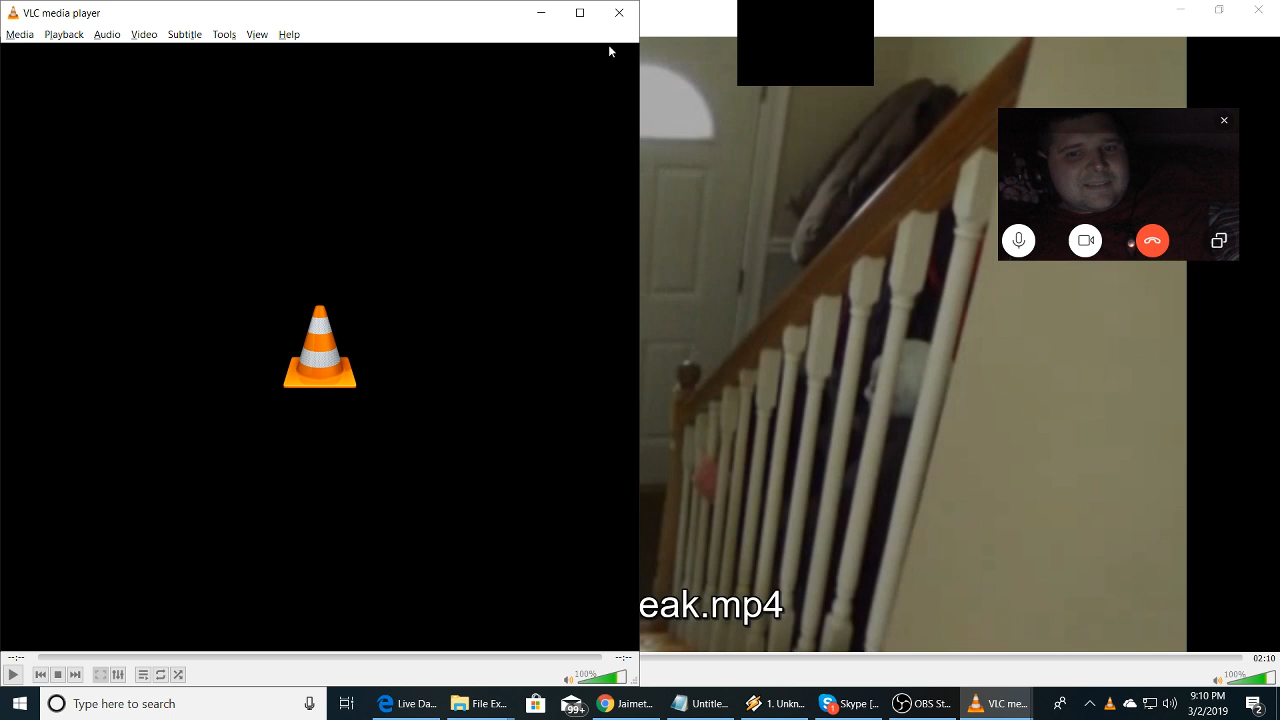 VLC media player
Media Playback Audio Video Subtitle Tools View Help
eak.mp4
--:-- --:--
02:10
100%
100%
Type here to search
99+
Live Da...
File Ex...
Jaimet...
Untitle...
1. Unkn...
Skype [...
1
OBS St...
VLC me...
9:10 PM
3/2/2019
2